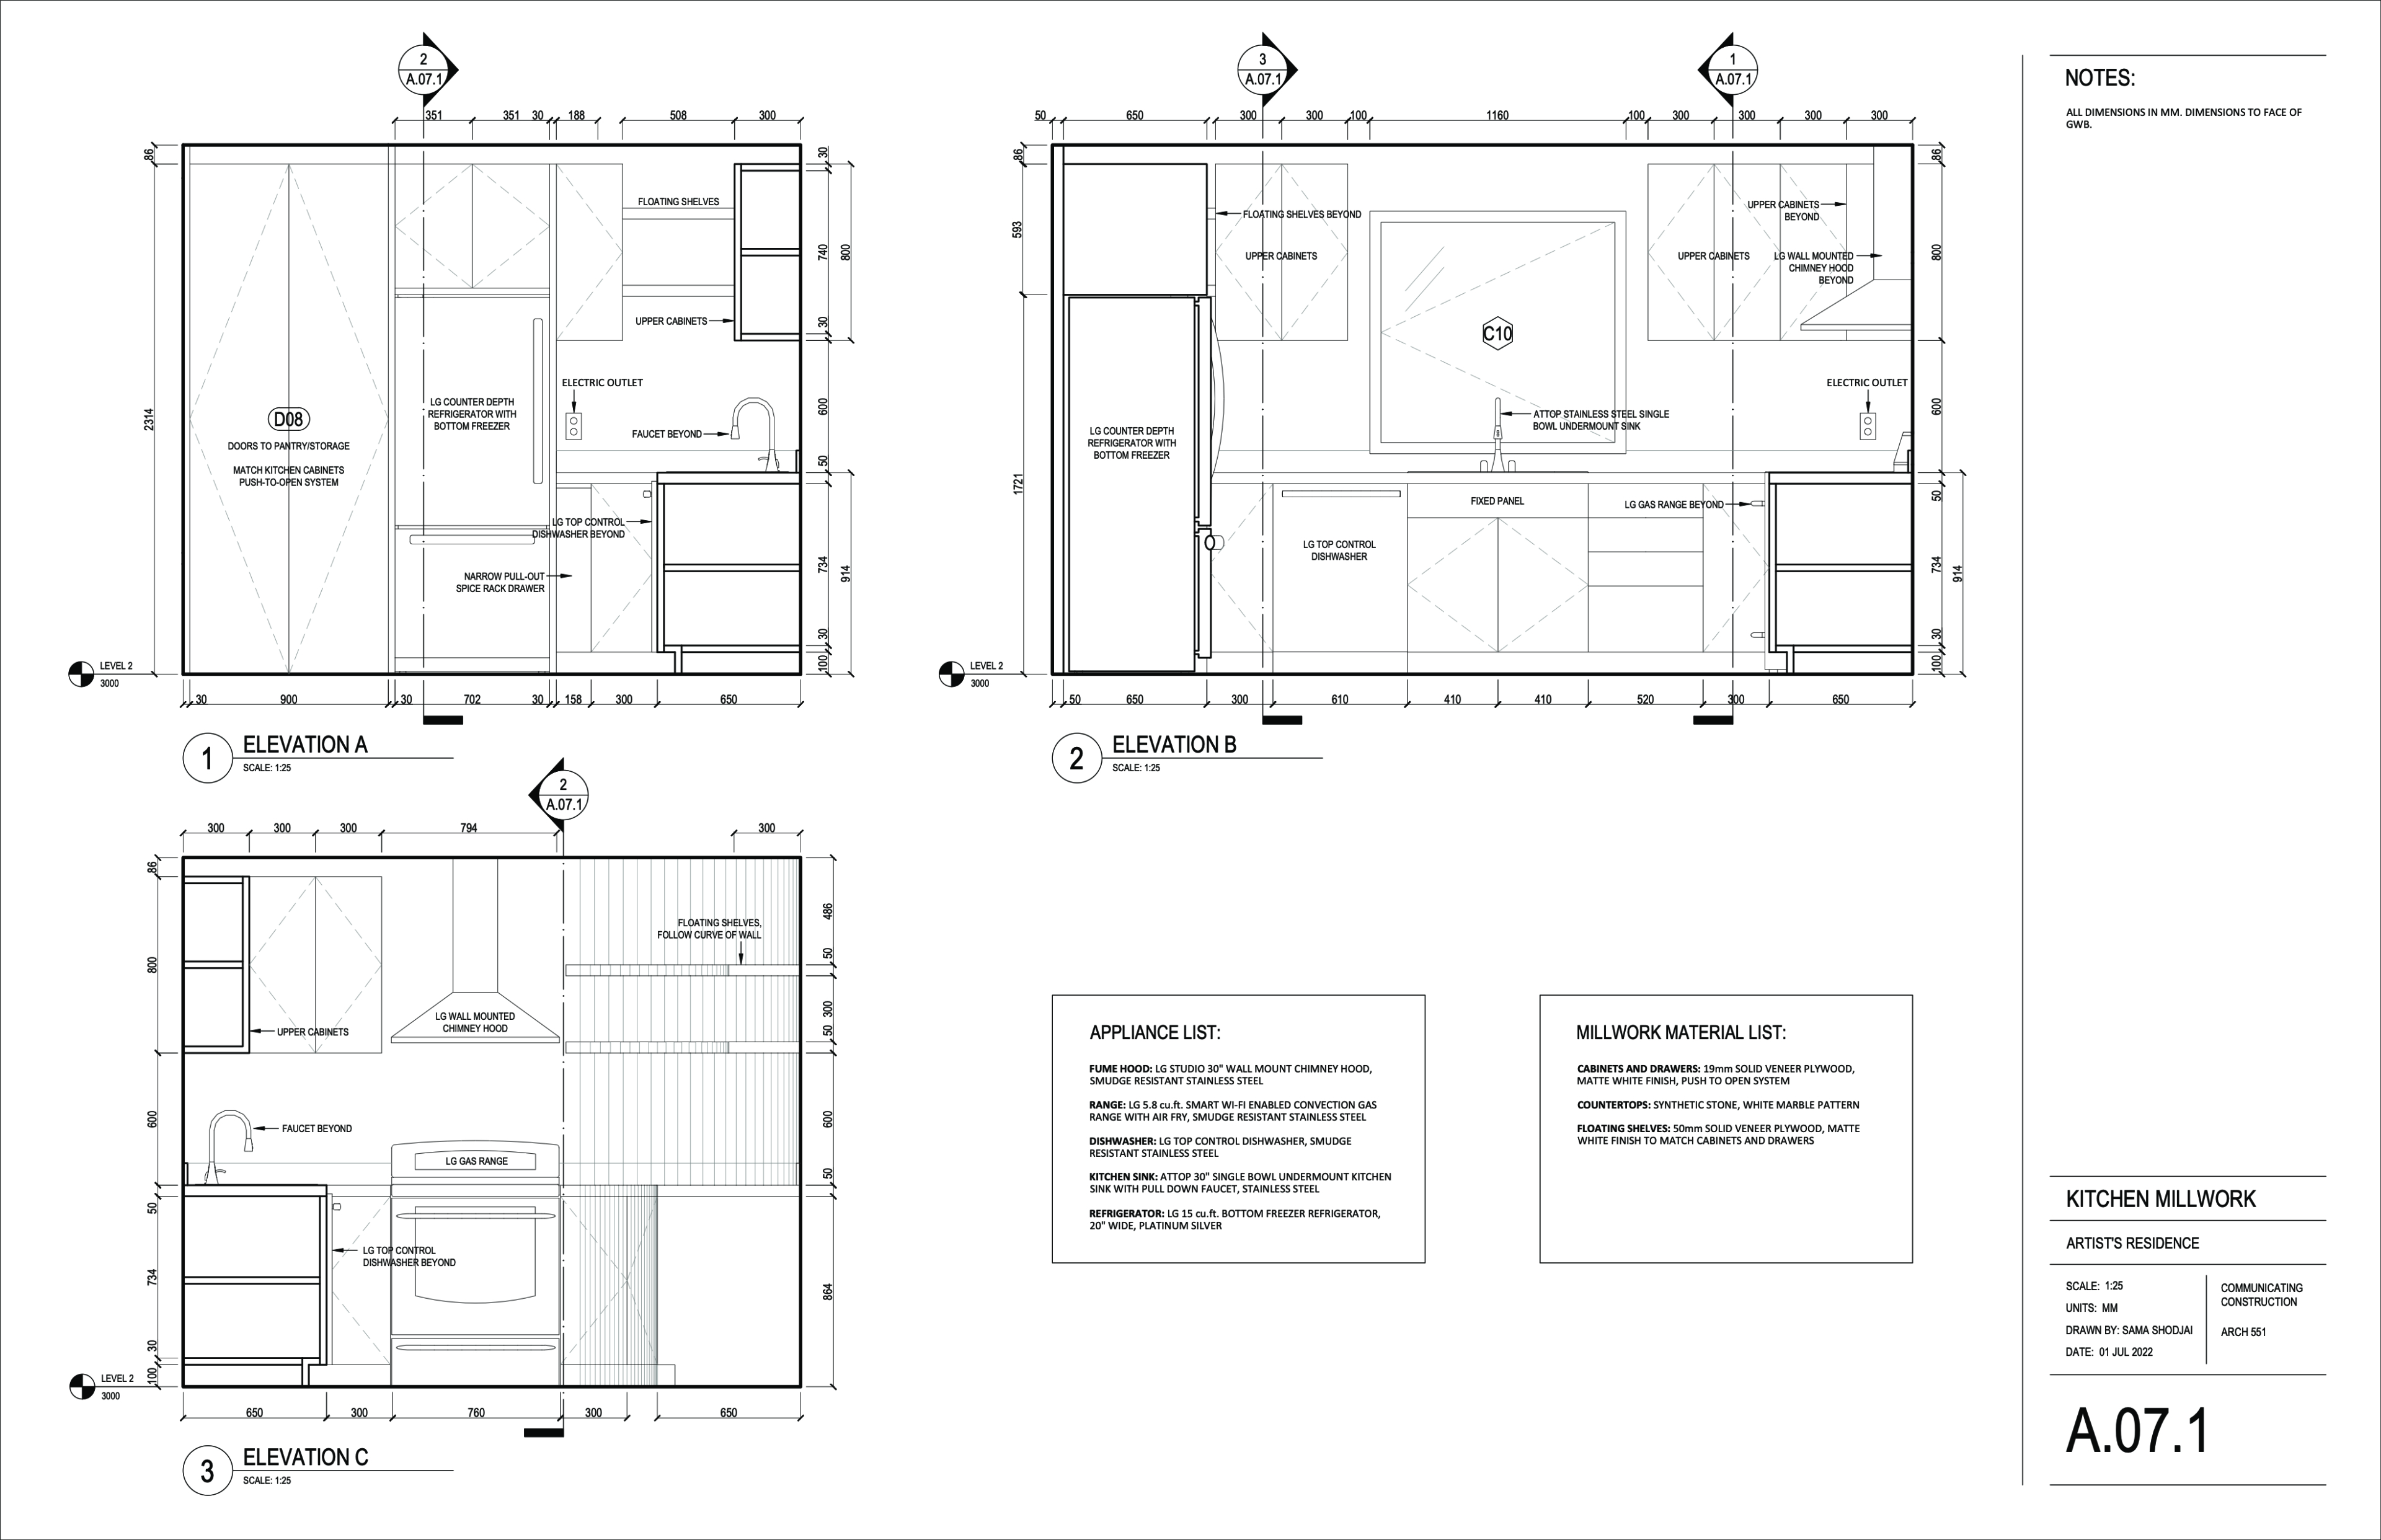 2
A.07.1
351 351 30 188 508 300
86
2314
30
740
800
30
600
50
734
914
30
100
FLOATING SHELVES
UPPER CABINETS
ELECTRIC OUTLET
FAUCET BEYOND
D08
DOORS TO PANTRY/STORAGE
MATCH KITCHEN CABINETS
PUSH-TO-OPEN SYSTEM
LG COUNTER DEPTH
REFRIGERATOR WITH
BOTTOM FREEZER
LG TOP CONTROL
DISHWASHER BEYOND
NARROW PULL-OUT
SPICE RACK DRAWER
LEVEL 2
3000
30 900 30 702 30 158 300 650
1
ELEVATION A
SCALE: 1:25
3
A.07.1
1
A.07.1
50 650 300 300 100 1160 100 300 300 300 300
86
593
1721
86
800
600
50
734
914
30
100
FLOATING SHELVES BEYOND
UPPER CABINETS
UPPER CABINETS
BEYOND
UPPER CABINETS
LG WALL MOUNTED
CHIMNEY HOOD
BEYOND
C10
ELECTRIC OUTLET
ATTOP STAINLESS STEEL SINGLE
BOWL UNDERMOUNT SINK
LG COUNTER DEPTH
REFRIGERATOR WITH
BOTTOM FREEZER
FIXED PANEL
LG GAS RANGE BEYOND
LG TOP CONTROL
DISHWASHER
LEVEL 2
3000
50 650 300 610 410 410 520 300 650
2
ELEVATION B
SCALE: 1:25
2
A.07.1
300 300 300 794 300
86
800
600
50
734
30
100
486
50
300
50
600
50
864
FLOATING SHELVES,
FOLLOW CURVE OF WALL
LG WALL MOUNTED
CHIMNEY HOOD
UPPER CABINETS
FAUCET BEYOND
LG GAS RANGE
LG TOP CONTROL
DISHWASHER BEYOND
LEVEL 2
3000
650 300 760 300 650
3
ELEVATION C
SCALE: 1:25
APPLIANCE LIST:
FUME HOOD: LG STUDIO 30" WALL MOUNT CHIMNEY HOOD,
SMUDGE RESISTANT STAINLESS STEEL
RANGE: LG 5.8 cu.ft. SMART WI-FI ENABLED CONVECTION GAS
RANGE WITH AIR FRY, SMUDGE RESISTANT STAINLESS STEEL
DISHWASHER: LG TOP CONTROL DISHWASHER, SMUDGE
RESISTANT STAINLESS STEEL
KITCHEN SINK: ATTOP 30" SINGLE BOWL UNDERMOUNT KITCHEN
SINK WITH PULL DOWN FAUCET, STAINLESS STEEL
REFRIGERATOR: LG 15 cu.ft. BOTTOM FREEZER REFRIGERATOR,
20" WIDE, PLATINUM SILVER
MILLWORK MATERIAL LIST:
CABINETS AND DRAWERS: 19mm SOLID VENEER PLYWOOD,
MATTE WHITE FINISH, PUSH TO OPEN SYSTEM
COUNTERTOPS: SYNTHETIC STONE, WHITE MARBLE PATTERN
FLOATING SHELVES: 50mm SOLID VENEER PLYWOOD, MATTE
WHITE FINISH TO MATCH CABINETS AND DRAWERS
NOTES:
ALL DIMENSIONS IN MM. DIMENSIONS TO FACE OF
GWB.
KITCHEN MILLWORK
ARTIST'S RESIDENCE
SCALE: 1:25
UNITS: MM
DRAWN BY: SAMA SHODJAI
DATE: 01 JUL 2022
COMMUNICATING
CONSTRUCTION
ARCH 551
A.07.1